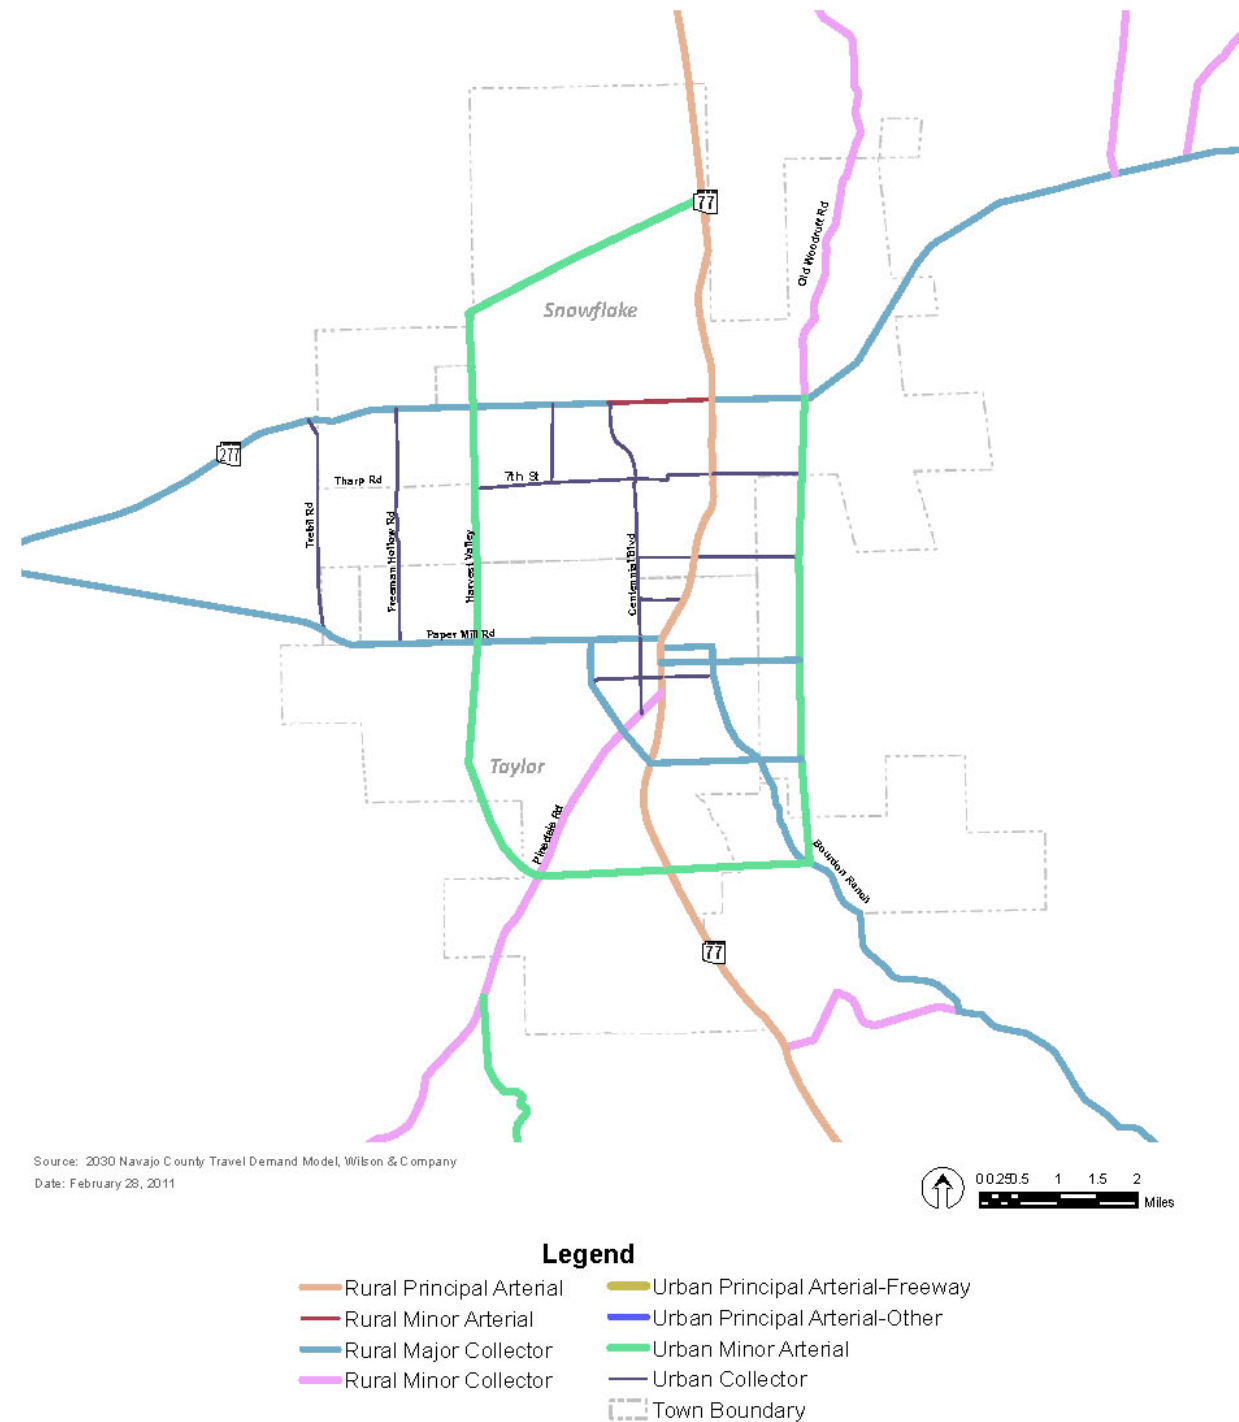 77
Old Woodruff Rd
Snowflake
277
Tharp Rd
7th St
Trebil Rd
Freeman Hollow Rd
Harvest Valley
Centennial Blvd
Paper Mill Rd
Taylor
Pinedale Rd
Bourdon Ranch
77
Source: 2030 Navajo County Travel Demand Model, Wilson & Company
Date: February 28, 2011
0 0.25 0.5 1 1.5 2
Miles
Legend
Rural Principal Arterial
Rural Minor Arterial
Rural Major Collector
Rural Minor Collector
Urban Principal Arterial-Freeway
Urban Principal Arterial-Other
Urban Minor Arterial
Urban Collector
Town Boundary